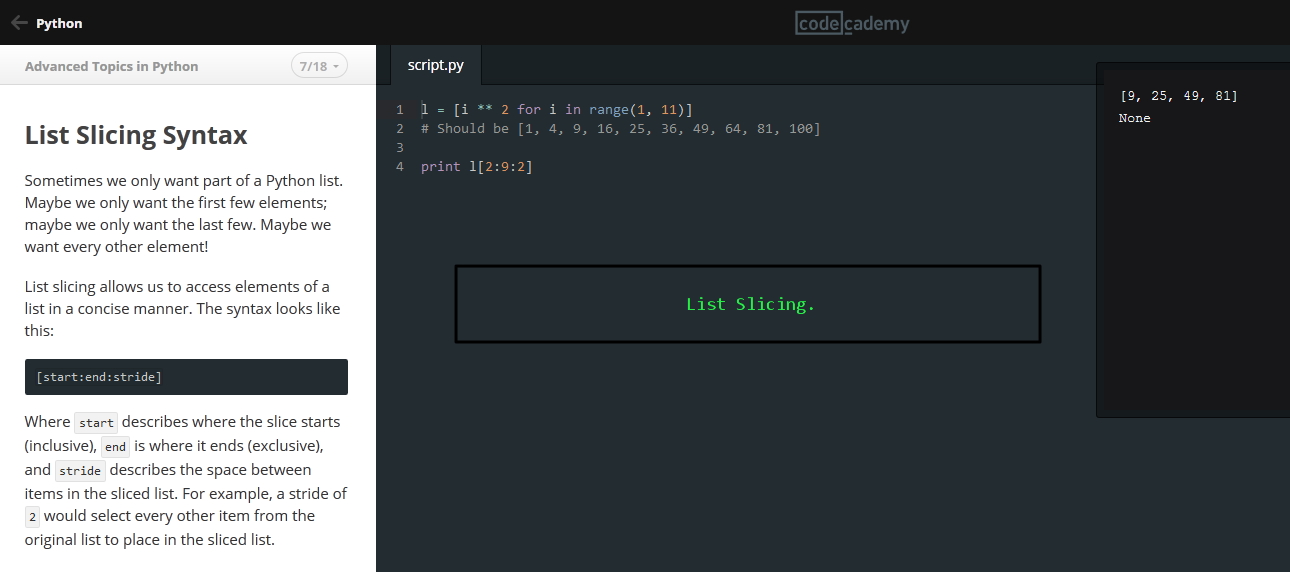 Python
codecademy
Advanced Topics in Python
7/18
List Slicing Syntax
Sometimes we only want part of a Python list.
Maybe we only want the first few elements;
maybe we only want the last few. Maybe we
want every other element!
List slicing allows us to access elements of a
list in a concise manner. The syntax looks like
this:
[start:end:stride]
Where start describes where the slice starts
(inclusive), end is where it ends (exclusive),
and stride describes the space between
items in the sliced list. For example, a stride of
2 would select every other item from the
original list to place in the sliced list.
script.py
1 l = [i ** 2 for i in range(1, 11)]
2 # Should be [1, 4, 9, 16, 25, 36, 49, 64, 81, 100]
3
4 print l[2:9:2]
List Slicing.
[9, 25, 49, 81]
None